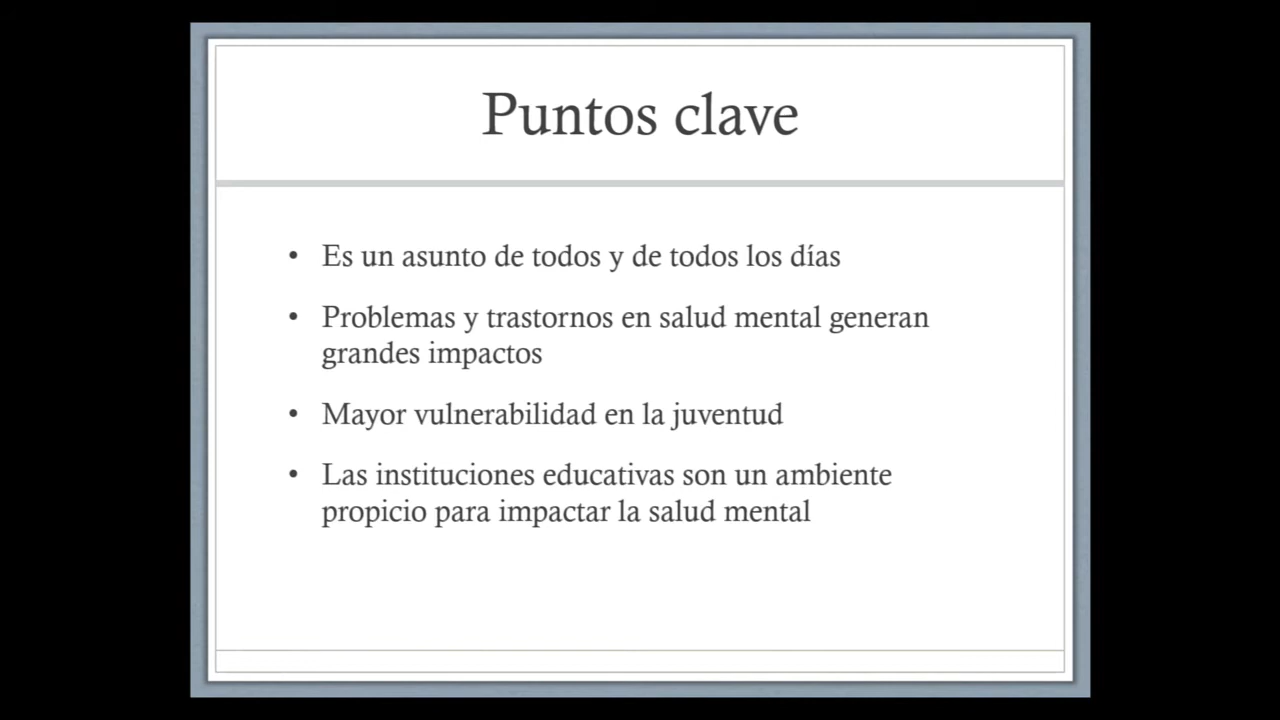 Puntos clave
• Es un asunto de todos y de todos los días
• Problemas y trastornos en salud mental generan
grandes impactos
• Mayor vulnerabilidad en la juventud
• Las instituciones educativas son un ambiente
propicio para impactar la salud mental